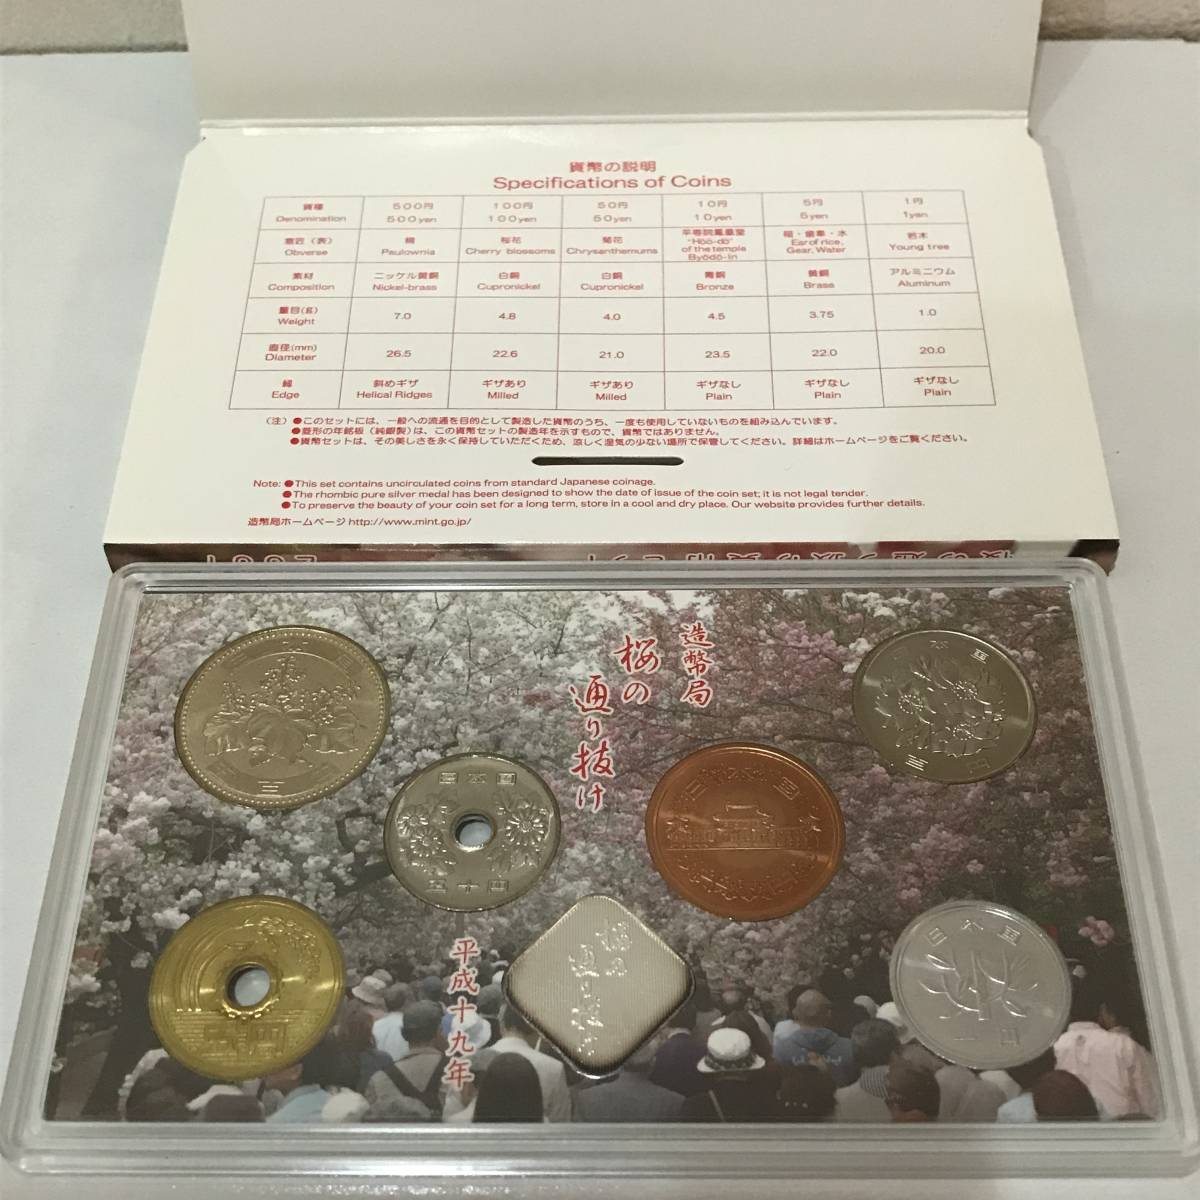 貨幣の説明
Specifications of Coins
貨種 500円 100円 50円 10円 5円 1円
Denomination 500yen 100yen 50yen 10yen 5yen 1yen
意匠(表) 桐 桜花 菊花 平等院鳳凰堂 稲・歯車・水 若木
Obverse Paulownia Cherry blossoms Chrysanthemums "Hōō-dō" of the temple Byōdō-in Ear of rice, Gear, Water Young tree
素材 ニッケル黄銅 白銅 白銅 青銅 黄銅 アルミニウム
Composition Nickel-brass Cupronickel Cupronickel Bronze Brass Aluminum
量目(g) 7.0 4.8 4.0 4.5 3.75 1.0
Weight
直径(mm) 26.5 22.6 21.0 23.5 22.0 20.0
Diameter
縁 斜めギザ ギザあり ギザあり ギザなし ギザなし ギザなし
Edge Helical Ridges Milled Milled Plain Plain Plain
(注)●このセットには、一般への流通を目的として製造した貨幣のうち、一度も使用していないものを組み込んでいます。
●菱形の年銘板(純銀製)は、この貨幣セットの製造年を示すもので、貨幣ではありません。
●貨幣セットは、その美しさを永く保持していただくため、涼しく湿気の少ない場所で保管してください。詳細はホームページをご覧ください。
Note: ●This set contains uncirculated coins from standard Japanese coinage.
●The rhombic pure silver medal has been designed to show the date of issue of the coin set; it is not legal tender.
●To preserve the beauty of your coin set for a long term, store in a cool and dry place. Our website provides further details.
造幣局ホームページ http://www.mint.go.jp/
造幣局
桜の
通り抜け
日本国
五十円
日本国
日本国
日本国
一円
桜の
通り抜け
平成十九年